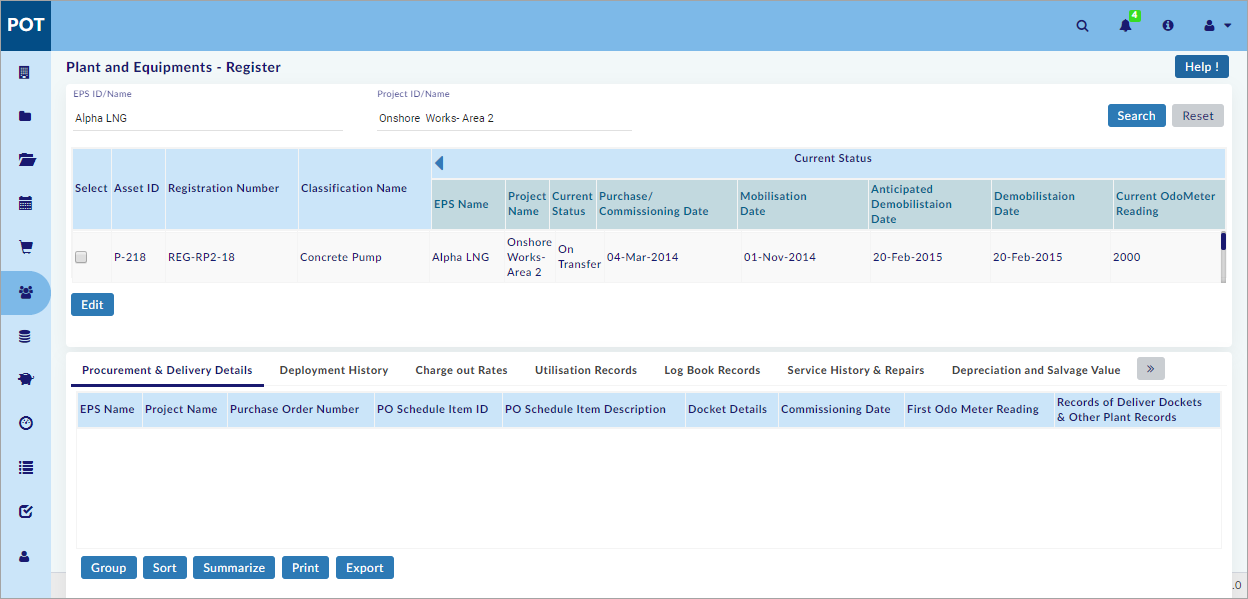 POT
4
Plant and Equipments - Register
Help !
EPS ID/Name
Project ID/Name
Alpha LNG
Onshore Works- Area 2
Search
Reset
Current Status
Select
Asset ID
Registration Number
Classification Name
EPS Name
Project
Name
Current
Status
Purchase/
Commissioning Date
Mobilisation
Date
Anticipated
Demobilistaion
Date
Demobilistaion
Date
Current OdoMeter
Reading
P-218
REG-RP2-18
Concrete Pump
Alpha LNG
Onshore
Works-
Area 2
On
Transfer
04-Mar-2014
01-Nov-2014
20-Feb-2015
20-Feb-2015
2000
Edit
Procurement & Delivery Details
Deployment History
Charge out Rates
Utilisation Records
Log Book Records
Service History & Repairs
Depreciation and Salvage Value
»
EPS Name
Project Name
Purchase Order Number
PO Schedule Item ID
PO Schedule Item Description
Docket Details
Commissioning Date
First Odo Meter Reading
Records of Deliver Dockets
& Other Plant Records
Group
Sort
Summarize
Print
Export
.0